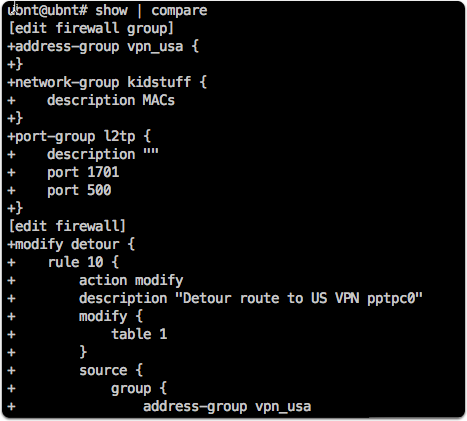 ubnt@ubnt# show | compare
[edit firewall group]
+address-group vpn_usa {
+}
+network-group kidstuff {
+    description MACs
+}
+port-group l2tp {
+    description ""
+    port 1701
+    port 500
+}
[edit firewall]
+modify detour {
+    rule 10 {
+        action modify
+        description "Detour route to US VPN pptpc0"
+        modify {
+            table 1
+        }
+        source {
+            group {
+                address-group vpn_usa